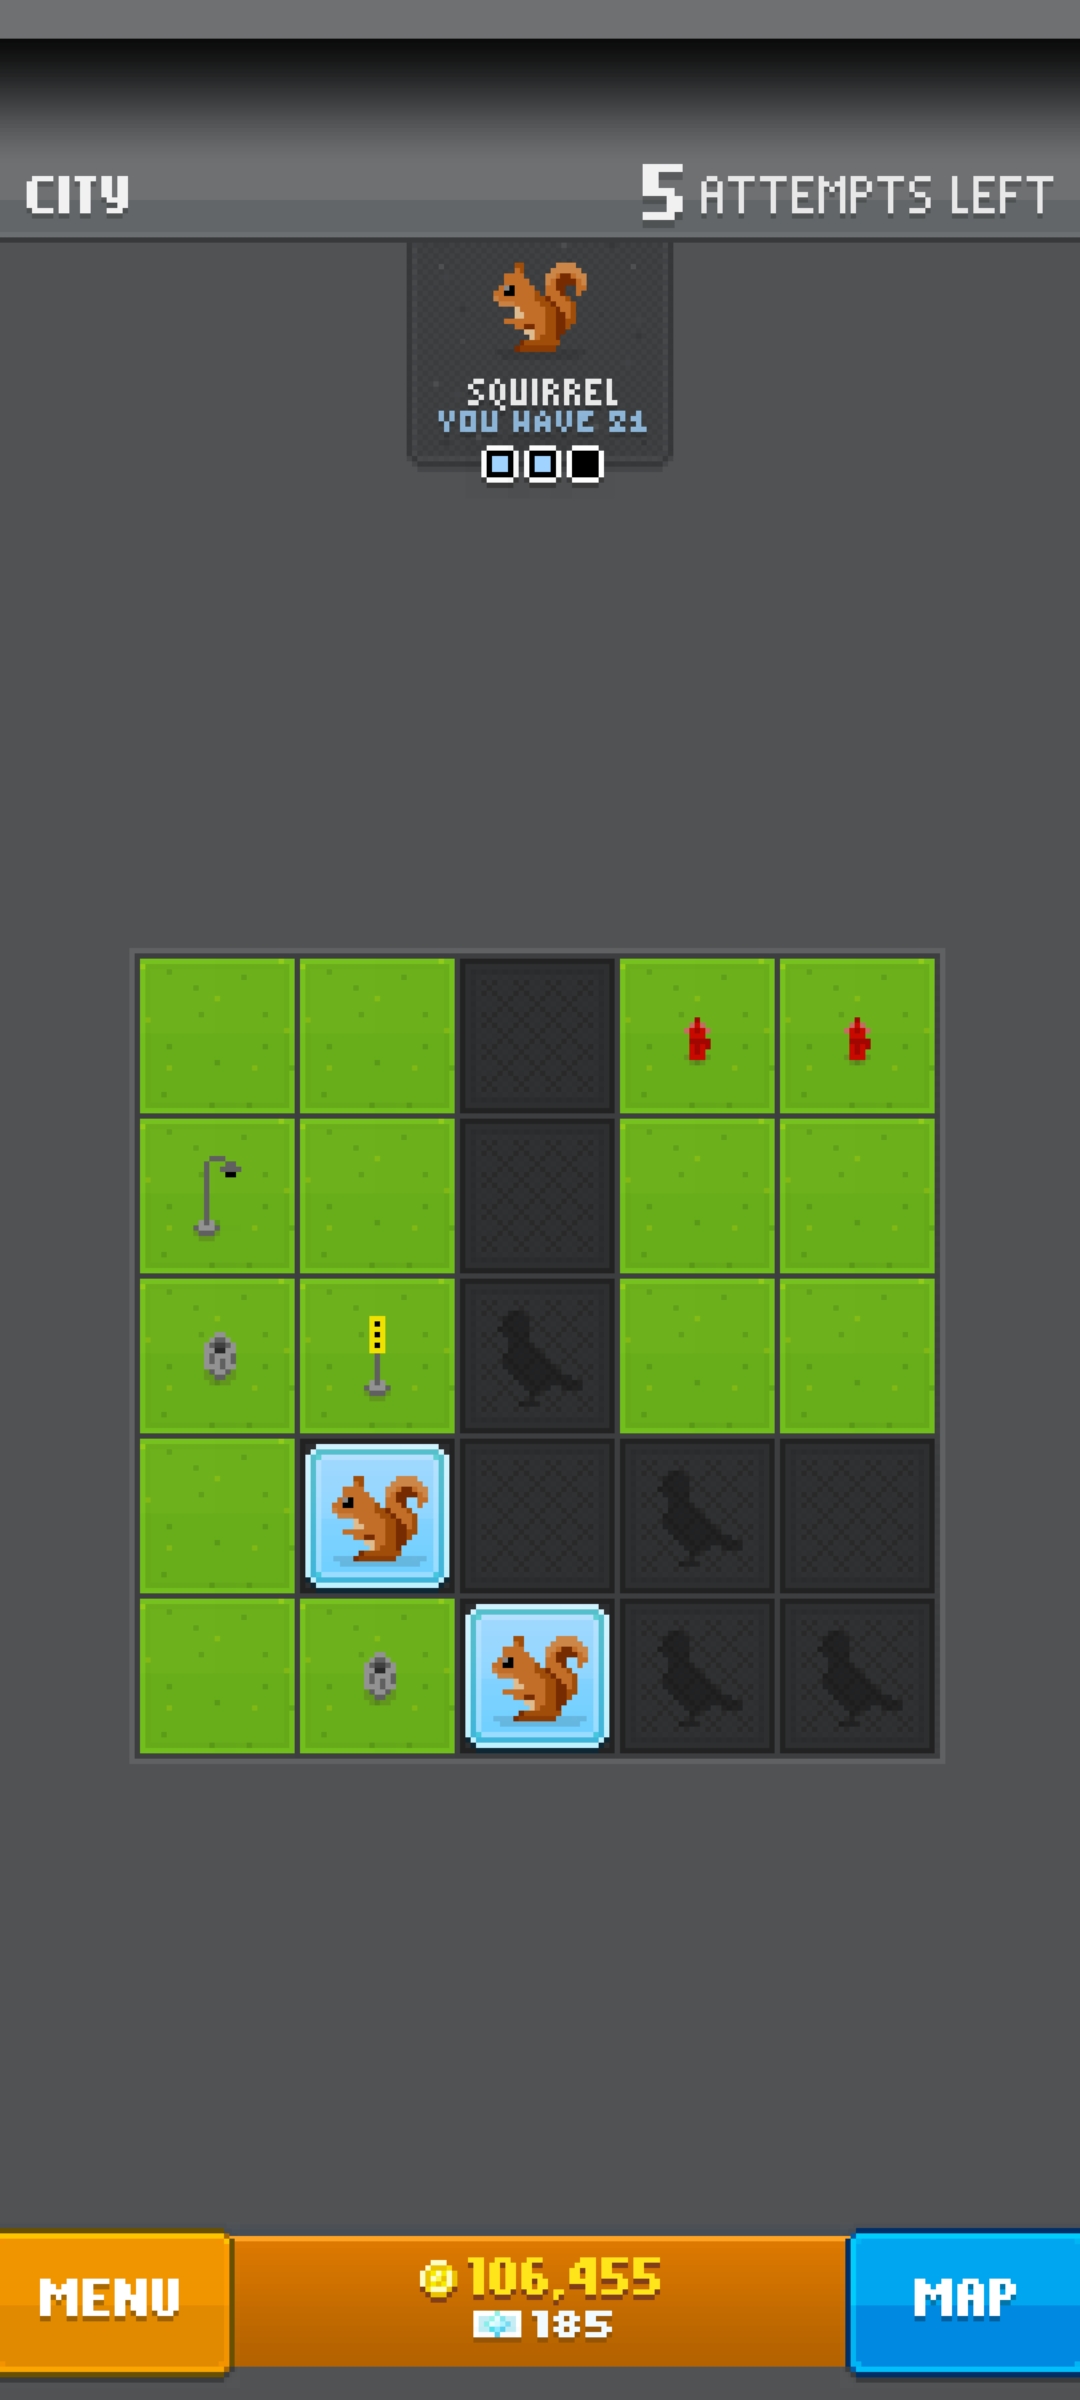 CITY
5 ATTEMPTS LEFT
SQUIRREL
YOU HAVE 21
106,455
185
MENU
MAP